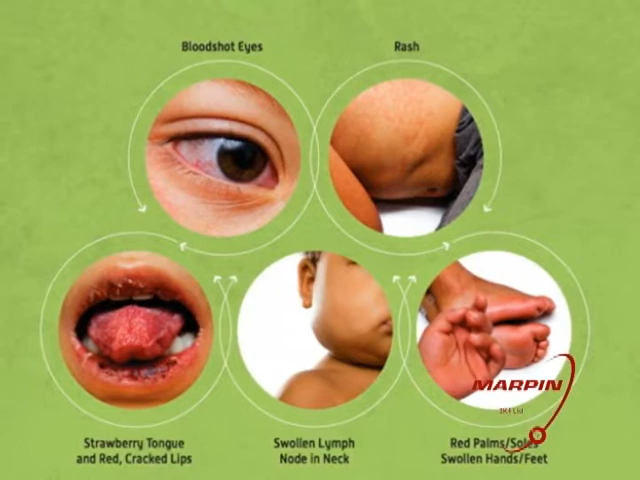 Bloodshot Eyes
Rash
Strawberry Tongue
and Red, Cracked Lips
Swollen Lymph
Node in Neck
Red Palms/Soles
Swollen Hands/Feet
MARPIN